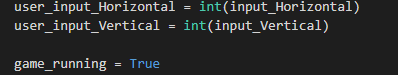 user_input_Horizontal = int(input_Horizontal)
user_input_Vertical = int(input_Vertical)
game_running = True